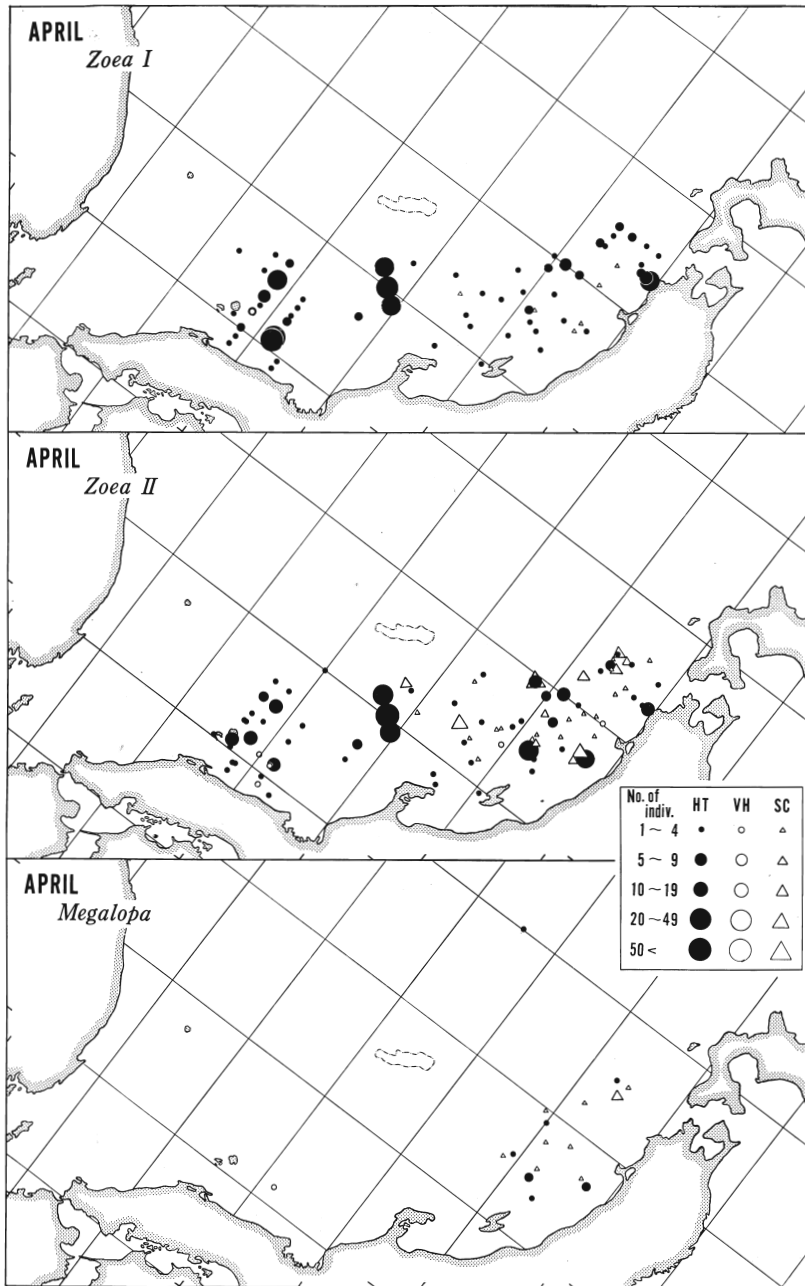 APRIL
Zoea I
APRIL
Zoea II
No. of indiv. HT VH SC
1 ~ 4
5 ~ 9
10 ~ 19
20 ~ 49
50 <
APRIL
Megalopa